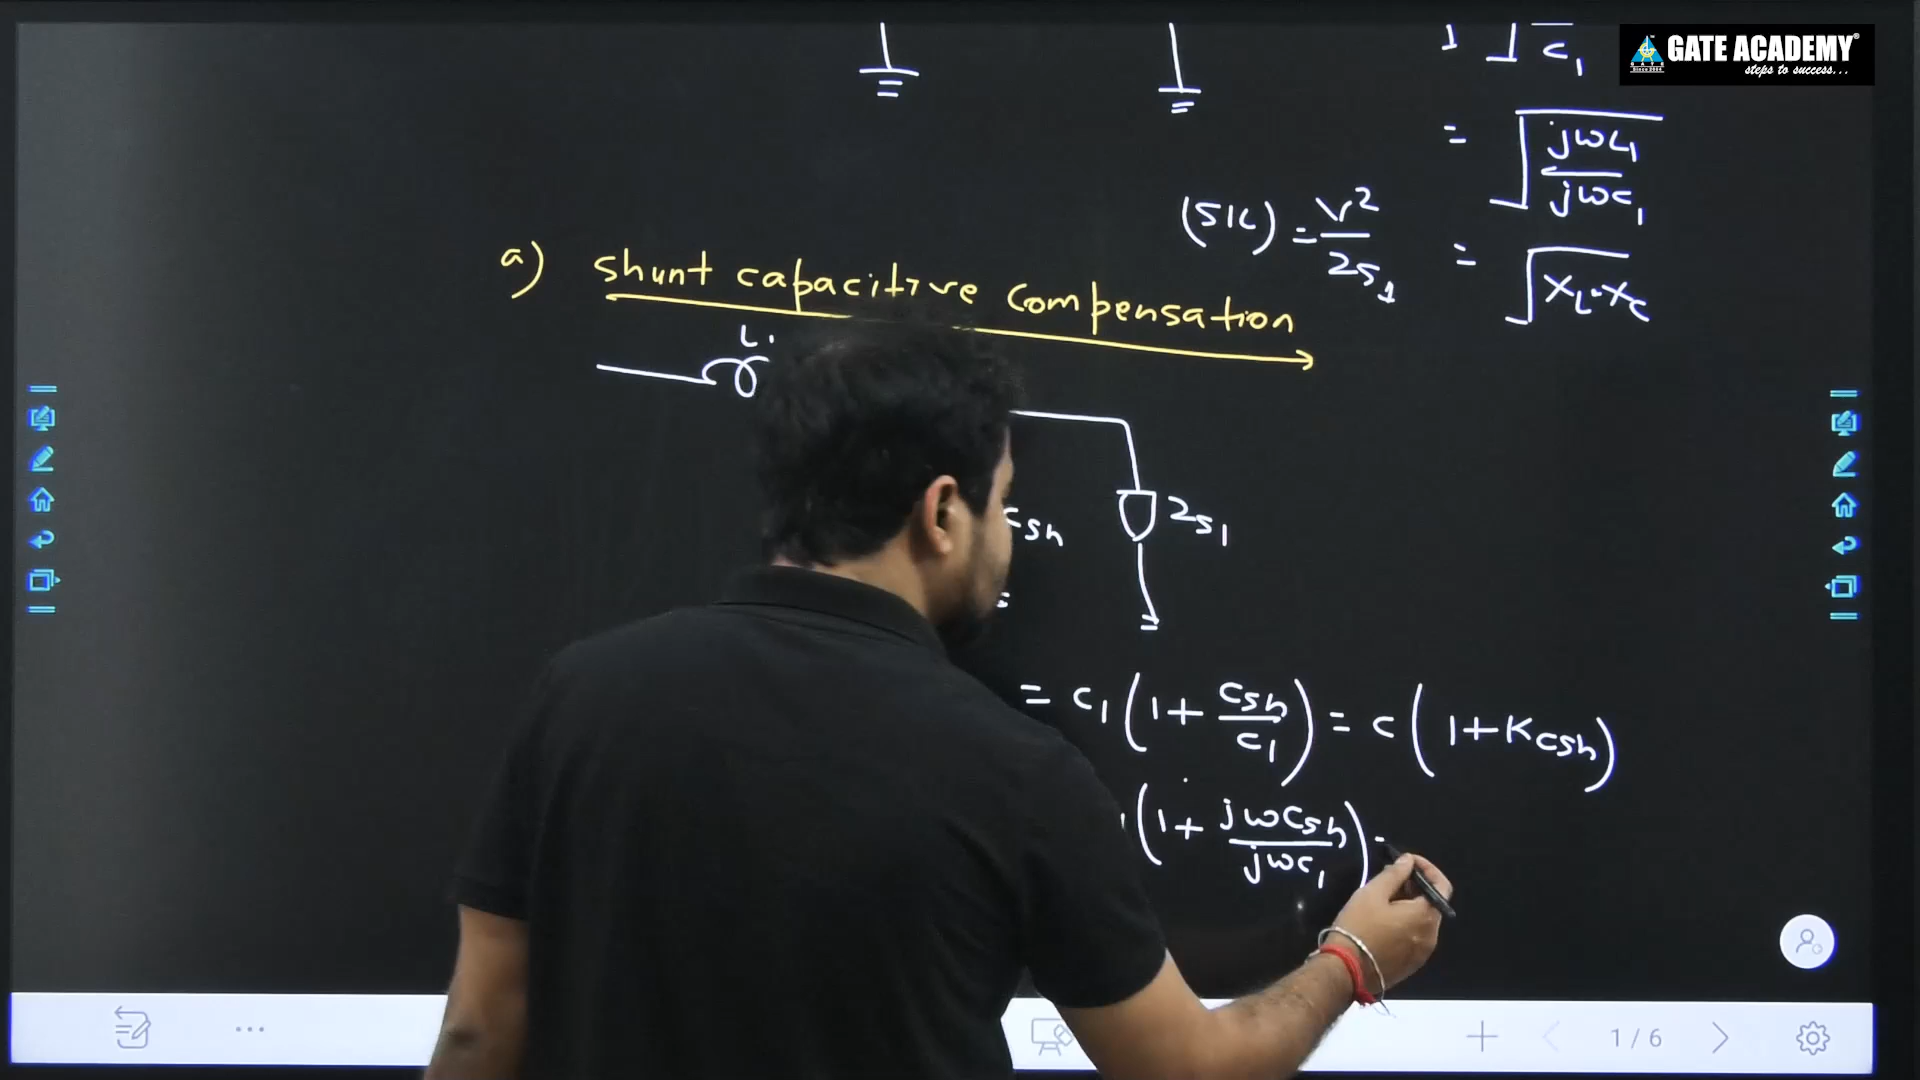 GATE ACADEMY®
steps to success...
C₁
= √(jωL₁ / jωC₁)
(SIL) = V² / Zs₁
= √(XL·XC)
a) shunt capacitive compensation
L₁
Csh
Zs₁
= C₁(1 + Csh / C₁) = C(1 + KCsh)
(1 + jωCsh / jωC₁) =
1 / 6